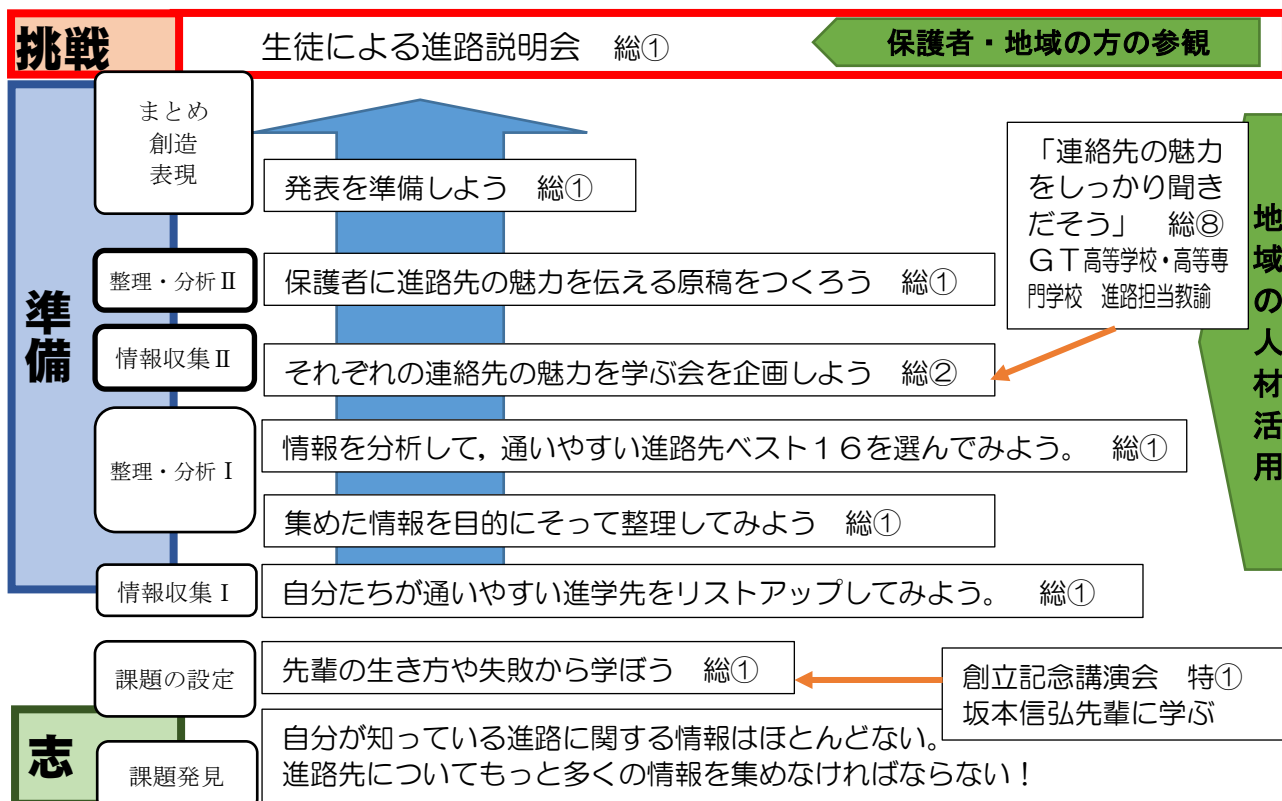 挑戦
生徒による進路説明会 総①
保護者・地域の方の参観
まとめ
創造
表現
発表を準備しよう 総①
「連絡先の魅力
をしっかり聞き
だそう」 総⑧
GT高等学校・高等専
門学校 進路担当教諭
地域の人材活用
準備
整理・分析Ⅱ
保護者に進路先の魅力を伝える原稿をつくろう 総①
情報収集Ⅱ
それぞれの連絡先の魅力を学ぶ会を企画しよう 総②
整理・分析Ⅰ
情報を分析して，通いやすい進路先ベスト１６を選んでみよう。 総①
集めた情報を目的にそって整理してみよう 総①
情報収集Ⅰ
自分たちが通いやすい進学先をリストアップしてみよう。 総①
課題の設定
先輩の生き方や失敗から学ぼう 総①
創立記念講演会 特①
坂本信弘先輩に学ぶ
志
課題発見
自分が知っている進路に関する情報はほとんどない。
進路先についてもっと多くの情報を集めなければならない！